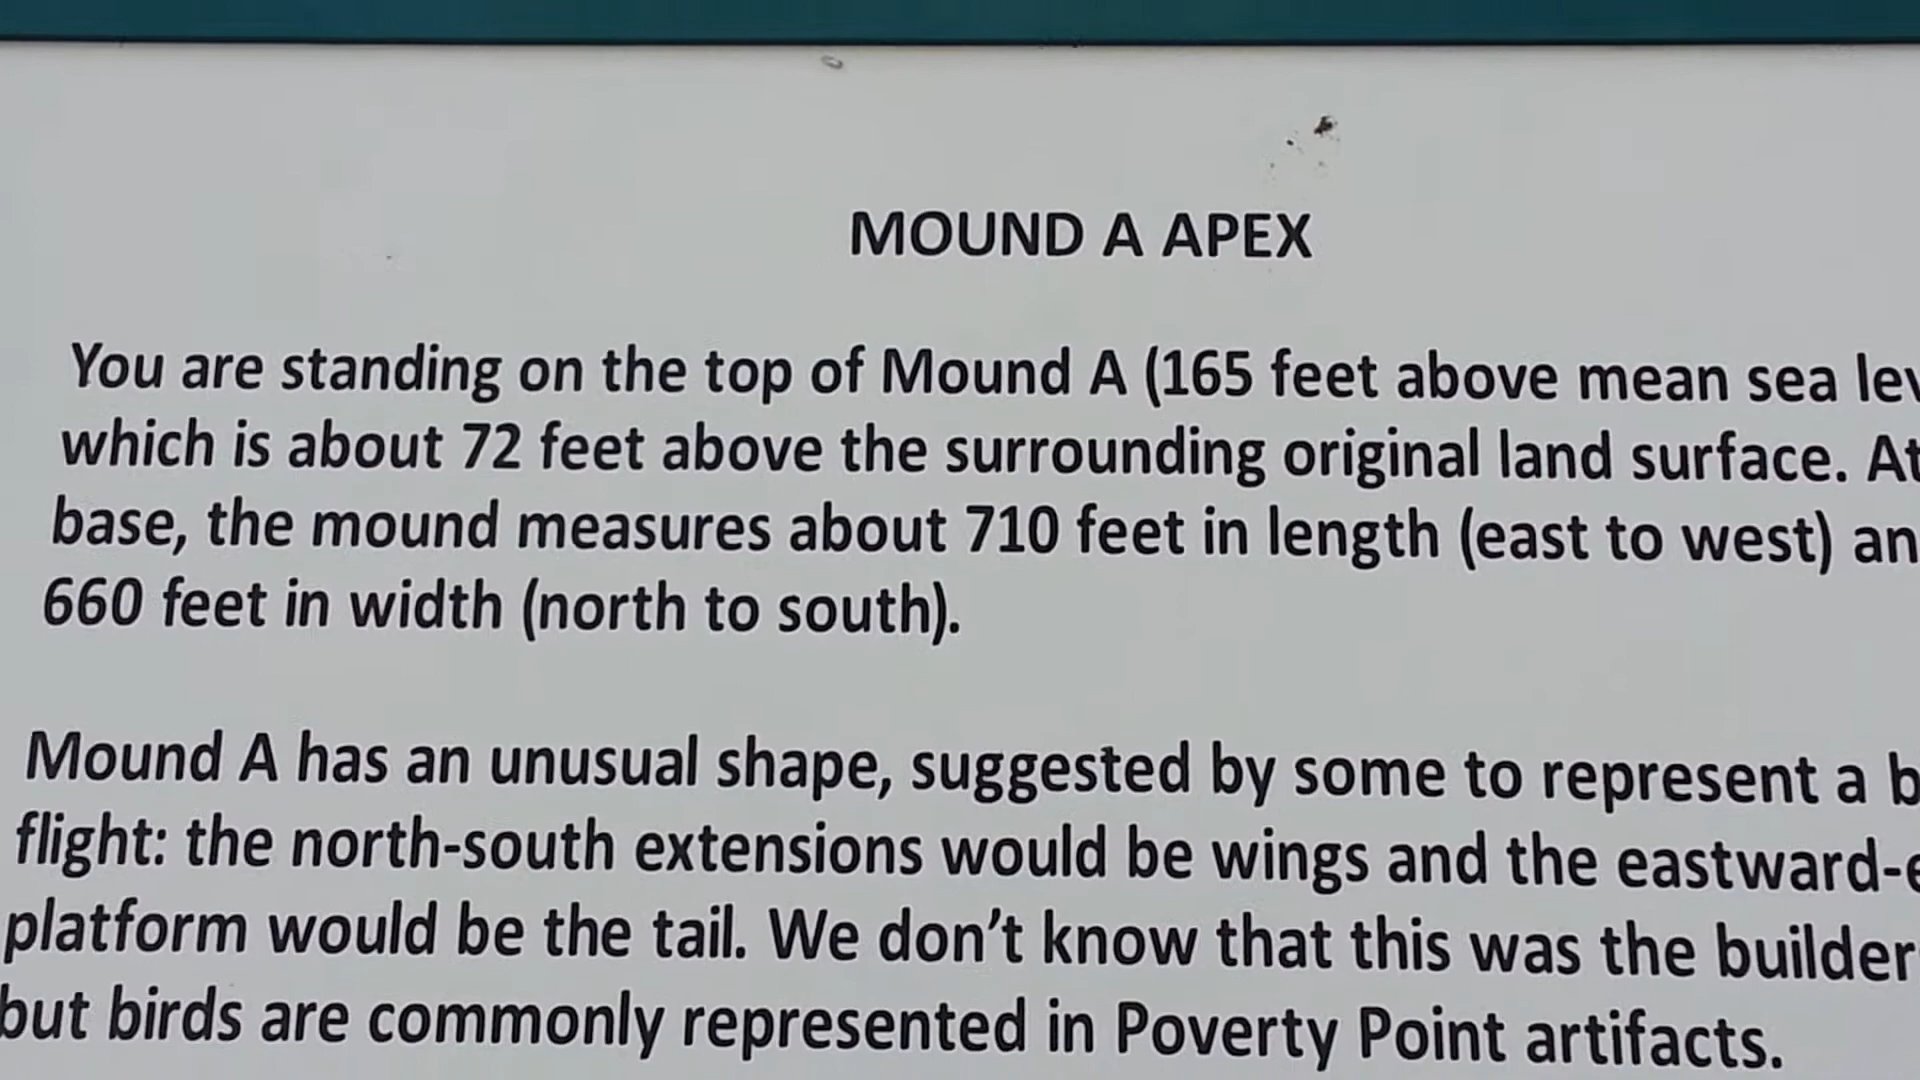 MOUND A APEX
You are standing on the top of Mound A (165 feet above mean sea lev
which is about 72 feet above the surrounding original land surface. At
base, the mound measures about 710 feet in length (east to west) an
660 feet in width (north to south).
Mound A has an unusual shape, suggested by some to represent a b
flight: the north-south extensions would be wings and the eastward-e
platform would be the tail. We don't know that this was the builder
but birds are commonly represented in Poverty Point artifacts.